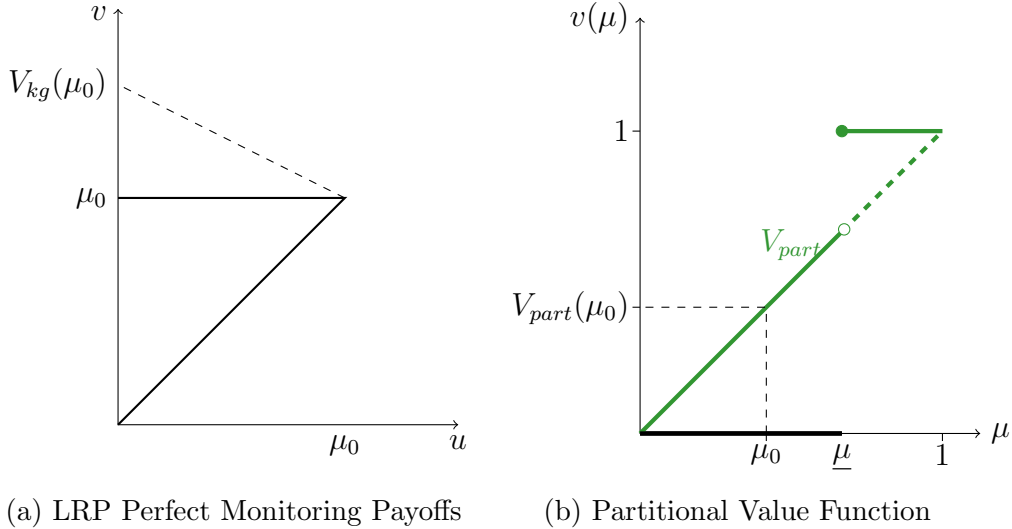 v
V_{kg}(μ_0)
μ_0
μ_0
u
(a) LRP Perfect Monitoring Payoffs
v(μ)
1
V_{part}
V_{part}(μ_0)
μ_0
\underline{μ}
1
μ
(b) Partitional Value Function